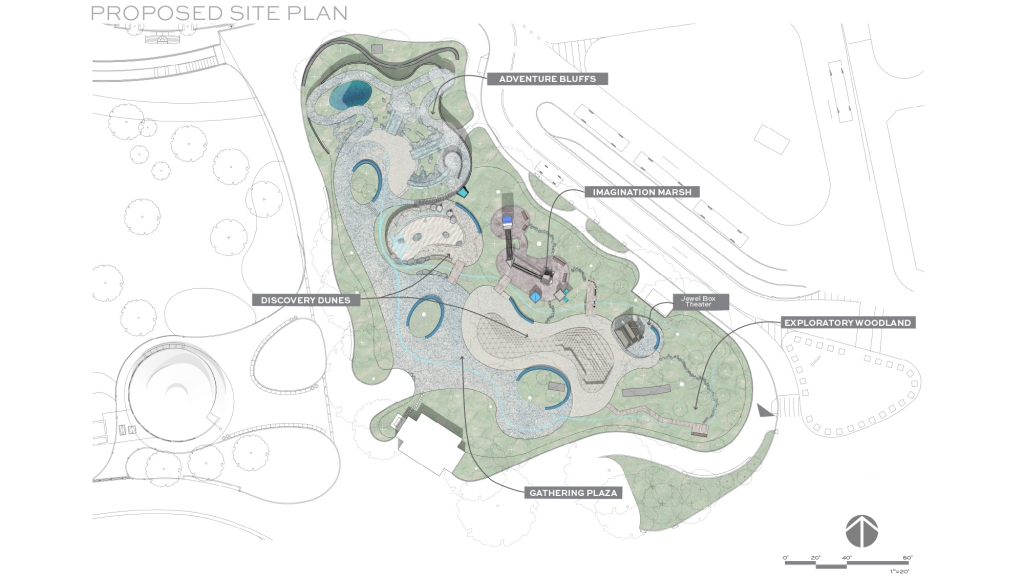 PROPOSED SITE PLAN
ADVENTURE BLUFFS
IMAGINATION MARSH
DISCOVERY DUNES
Jewel Box
Theater
EXPLORATORY WOODLAND
GATHERING PLAZA
0' 20' 40' 80'
1"=20'